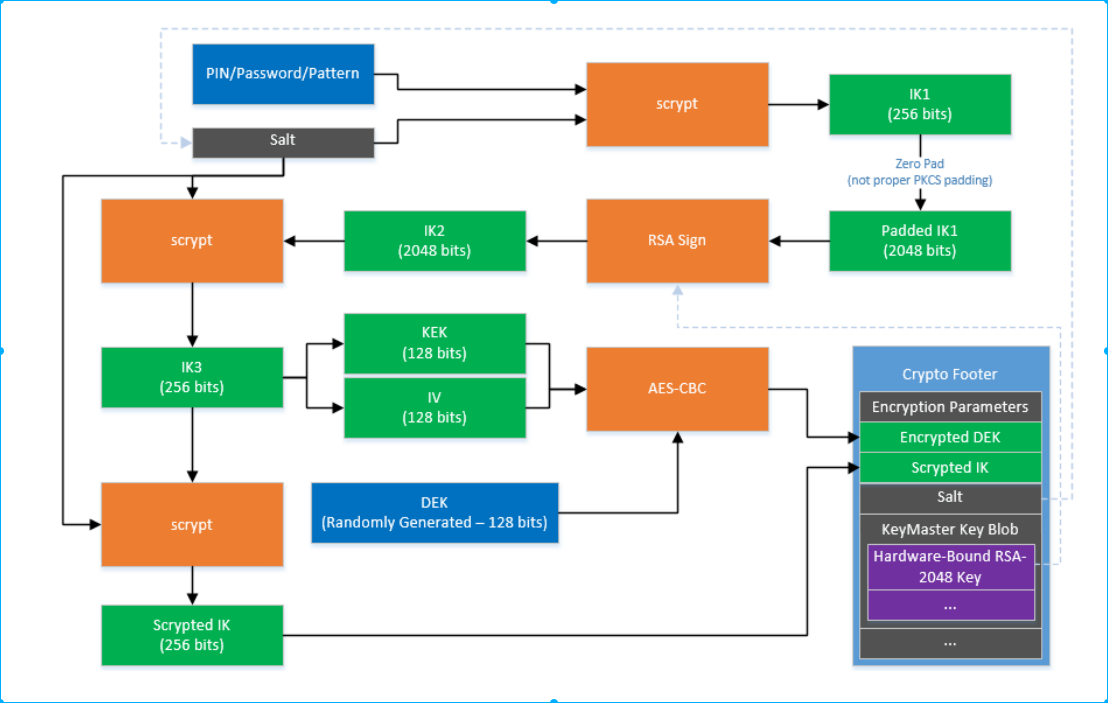 PIN/Password/Pattern
Salt
scrypt
IK1
(256 bits)
Zero Pad
(not proper PKCS padding)
scrypt
IK2
(2048 bits)
RSA Sign
Padded IK1
(2048 bits)
IK3
(256 bits)
KEK
(128 bits)
IV
(128 bits)
AES-CBC
DEK
(Randomly Generated – 128 bits)
scrypt
Scrypted IK
(256 bits)
Crypto Footer
Encryption Parameters
Encrypted DEK
Scrypted IK
Salt
KeyMaster Key Blob
Hardware-Bound RSA-
2048 Key
...
...